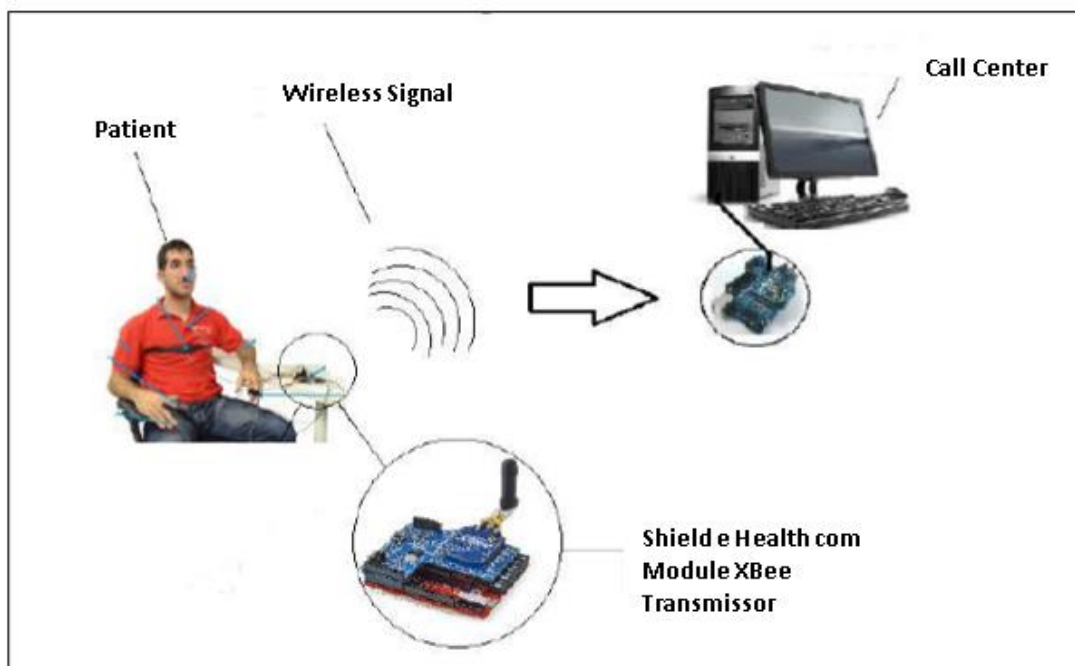 Call Center
Wireless Signal
Patient
Shield e Health com
Module XBee
Transmissor